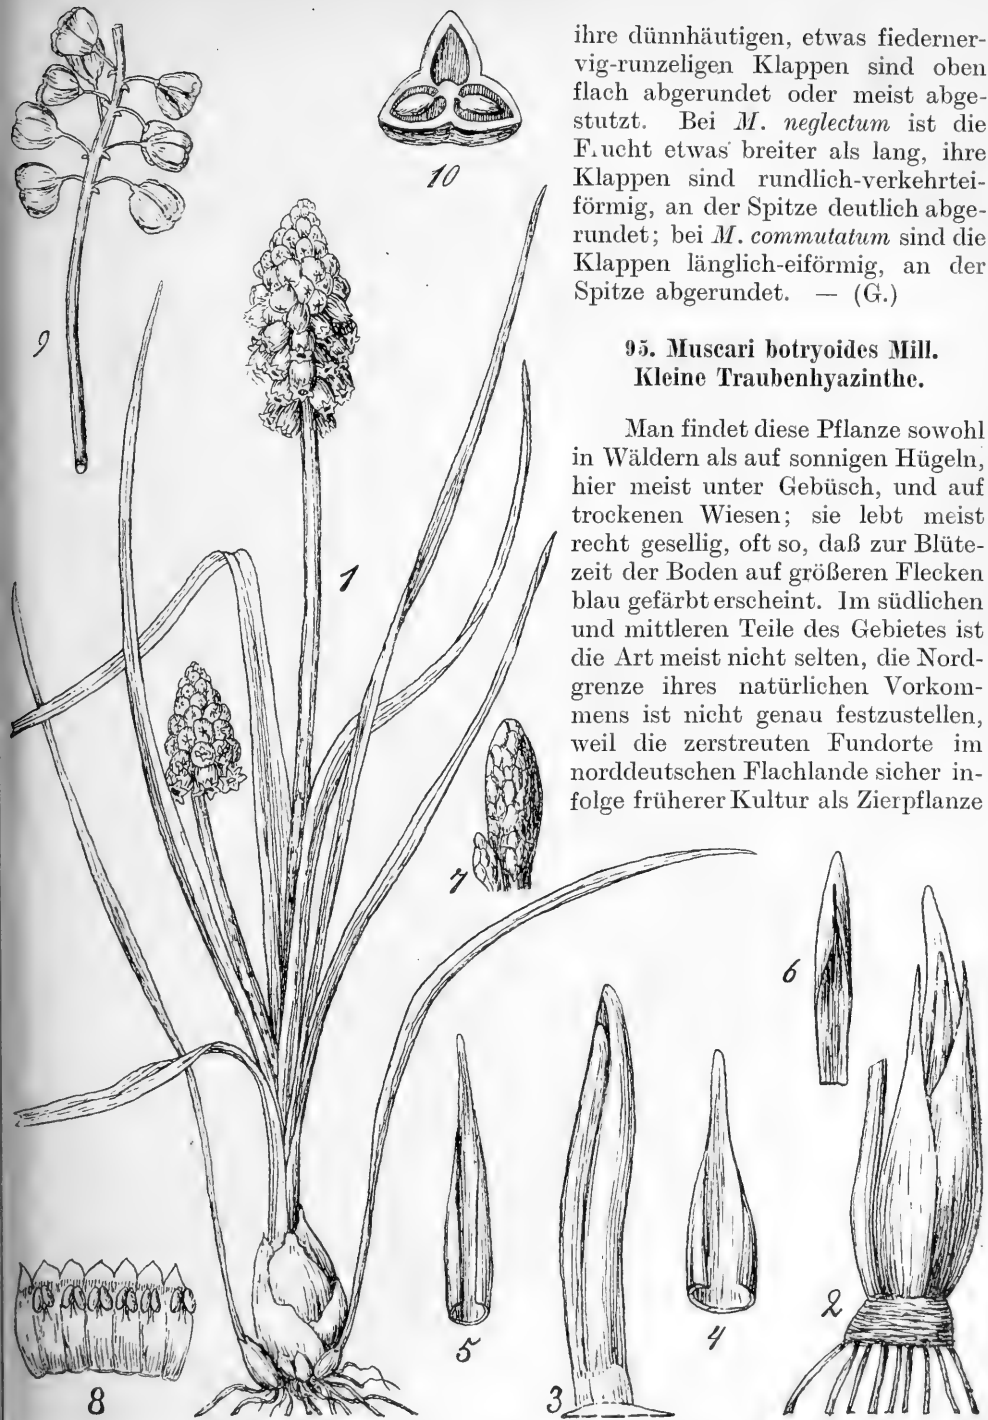 ihre dünnhäutigen, etwas fiederner-
vig-runzeligen Klappen sind oben
flach abgerundet oder meist abge-
stutzt. Bei M. neglectum ist die
F.ucht etwas breiter als lang, ihre
Klappen sind rundlich-verkehrtei-
förmig, an der Spitze deutlich abge-
rundet; bei M. commutatum sind die
Klappen länglich-eiförmig, an der
Spitze abgerundet. — (G.)
95. Muscari botryoides Mill.
Kleine Traubenhyazinthe.
Man findet diese Pflanze sowohl
in Wäldern als auf sonnigen Hügeln,
hier meist unter Gebüsch, und auf
trockenen Wiesen; sie lebt meist
recht gesellig, oft so, daß zur Blüte-
zeit der Boden auf größeren Flecken
blau gefärbt erscheint. Im südlichen
und mittleren Teile des Gebietes ist
die Art meist nicht selten, die Nord-
grenze ihres natürlichen Vorkom-
mens ist nicht genau festzustellen,
weil die zerstreuten Fundorte im
norddeutschen Flachlande sicher in-
folge früherer Kultur als Zierpflanze
9
10
1
7
6
5
4
2
8
3